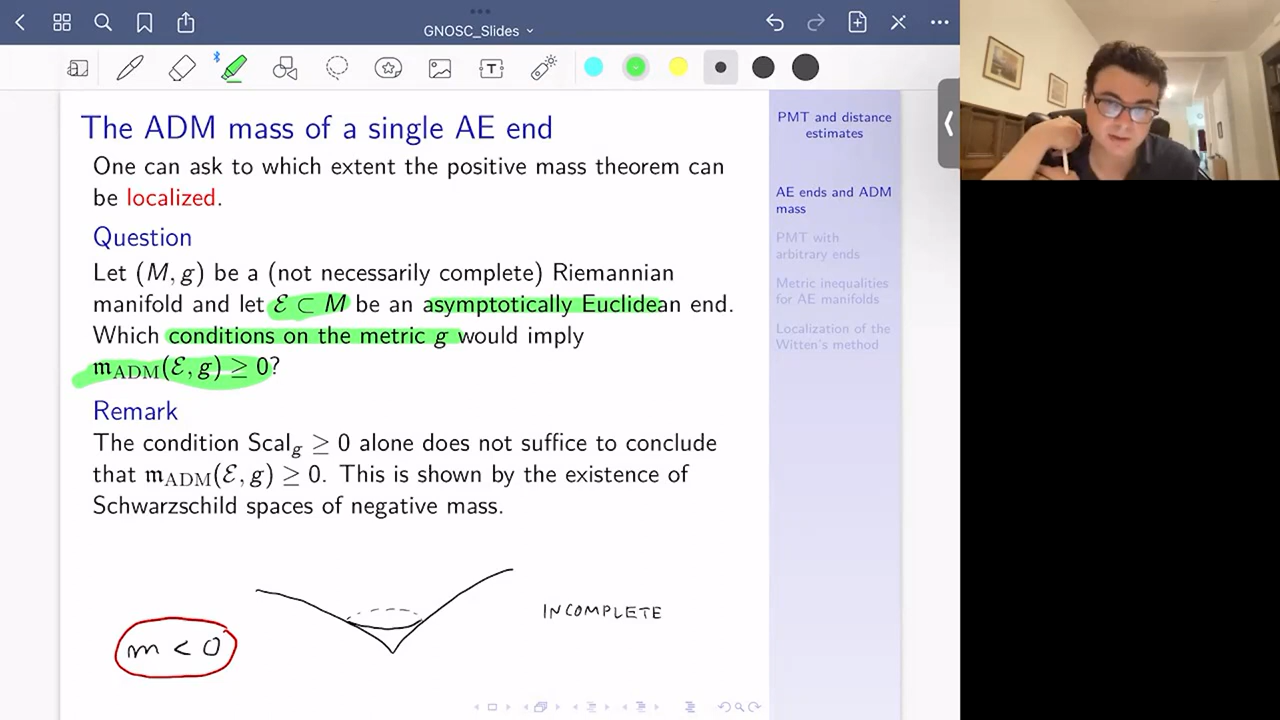 GNOSC_Slides
The ADM mass of a single AE end
One can ask to which extent the positive mass theorem can
be localized.
Question
Let (M, g) be a (not necessarily complete) Riemannian
manifold and let ℰ ⊂ M be an asymptotically Euclidean end.
Which conditions on the metric g would imply
𝔪ADM(ℰ, g) ≥ 0?
Remark
The condition Scal_g ≥ 0 alone does not suffice to conclude
that 𝔪ADM(ℰ, g) ≥ 0. This is shown by the existence of
Schwarzschild spaces of negative mass.
INCOMPLETE
m < 0
PMT and distance
estimates
AE ends and ADM
mass
PMT with
arbitrary ends
Metric inequalities
for AE manifolds
Localization of the
Witten's method